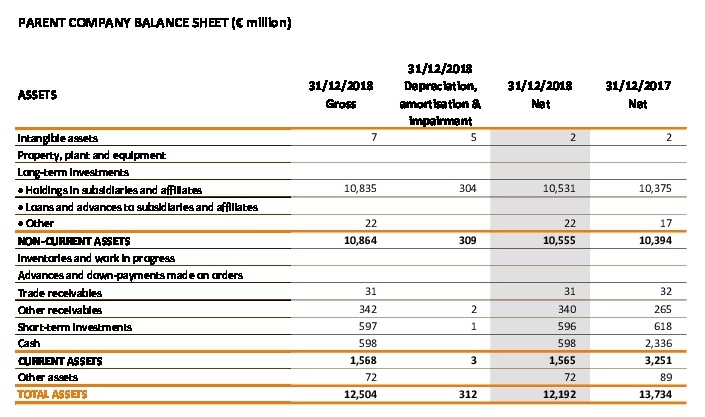 PARENT COMPANY BALANCE SHEET (€ million)
ASSETS 31/12/2018 Gross 31/12/2018 Depreciation, amortisation & impairment 31/12/2018 Net 31/12/2017 Net
Intangible assets 7 5 2 2
Property, plant and equipment
Long-term investments
• Holdings in subsidiaries and affiliates 10,835 304 10,531 10,375
• Loans and advances to subsidiaries and affiliates
• Other 22 22 17
NON-CURRENT ASSETS 10,864 309 10,555 10,394
Inventories and work in progress
Advances and down-payments made on orders
Trade receivables 31 31 32
Other receivables 342 2 340 265
Short-term investments 597 1 596 618
Cash 598 598 2,336
CURRENT ASSETS 1,568 3 1,565 3,251
Other assets 72 72 89
TOTAL ASSETS 12,504 312 12,192 13,734